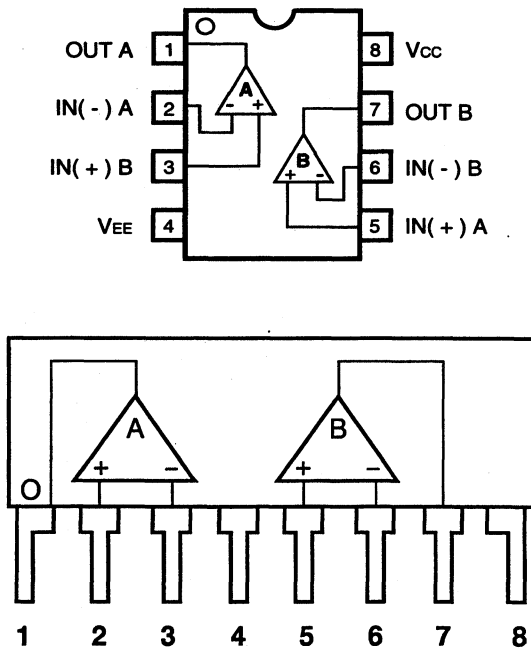 OUT A 1 8 VCC
A
- +
IN( - ) A 2 7 OUT B
B
+ -
IN( + ) B 3 6 IN( - ) B
VEE 4 5 IN( + ) A
A B
+ - + -
1 2 3 4 5 6 7 8